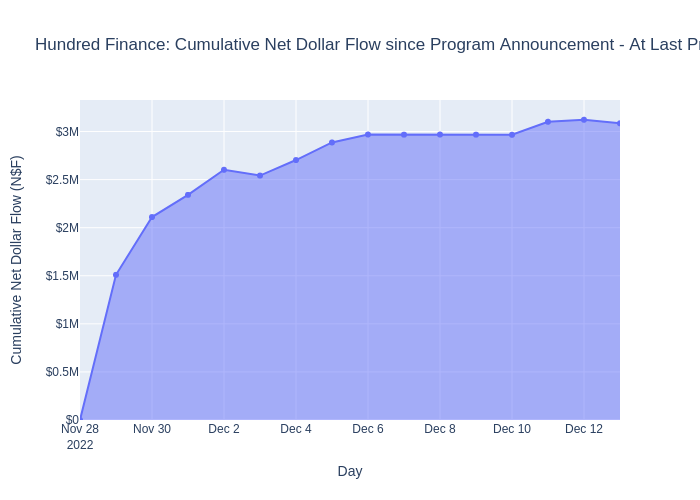 Hundred Finance: Cumulative Net Dollar Flow since Program Announcement - At Last
Cumulative Net Dollar Flow (N$F)
$3M
$2.5M
$2M
$1.5M
$1M
$0.5M
$0
Nov 28
2022
Nov 30
Dec 2
Dec 4
Dec 6
Dec 8
Dec 10
Dec 12
Day